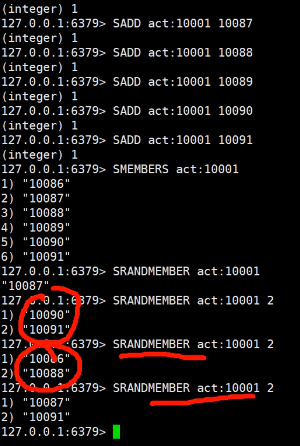 (integer) 1
127.0.0.1:6379> SADD act:10001 10087
(integer) 1
127.0.0.1:6379> SADD act:10001 10088
(integer) 1
127.0.0.1:6379> SADD act:10001 10089
(integer) 1
127.0.0.1:6379> SADD act:10001 10090
(integer) 1
127.0.0.1:6379> SADD act:10001 10091
(integer) 1
127.0.0.1:6379> SMEMBERS act:10001
1) "10086"
2) "10087"
3) "10088"
4) "10089"
5) "10090"
6) "10091"
127.0.0.1:6379> SRANDMEMBER act:10001
"10087"
127.0.0.1:6379> SRANDMEMBER act:10001 2
1) "10090"
2) "10091"
127.0.0.1:6379> SRANDMEMBER act:10001 2
1) "10086"
2) "10088"
127.0.0.1:6379> SRANDMEMBER act:10001 2
1) "10087"
2) "10091"
127.0.0.1:6379>